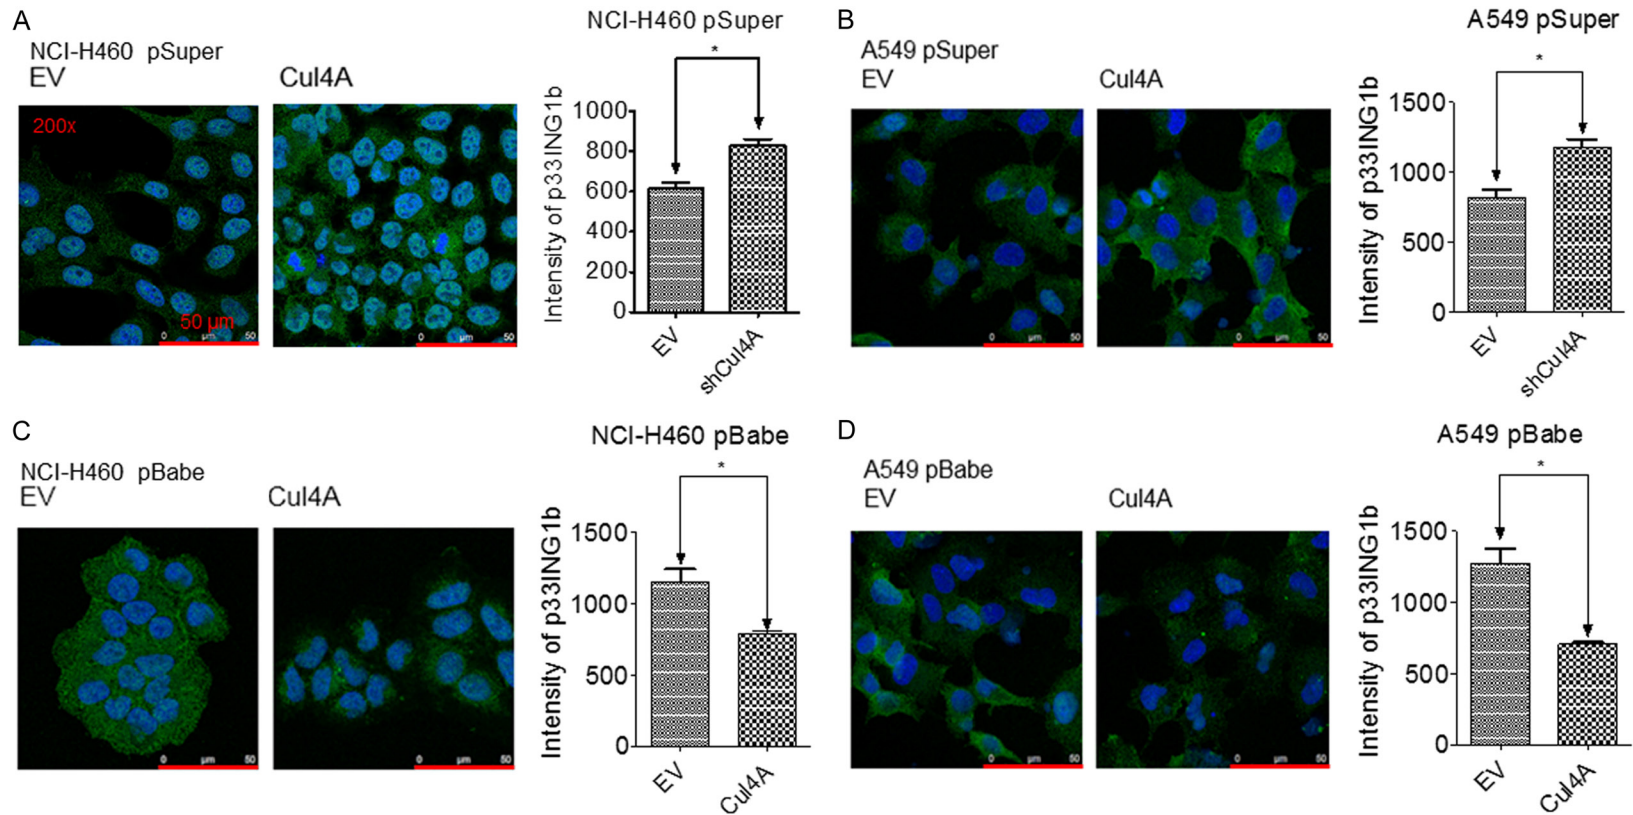 A
NCI-H460 pSuper
EV
Cul4A
200x
50 µm
0 µm 50
0 µm 50
NCI-H460 pSuper
*
Intensity of p33ING1b
1000
800
600
400
200
0
EV
shCul4A
B
A549 pSuper
EV
Cul4A
0 µm 50
0 µm 50
A549 pSuper
*
Intensity of p33ING1b
1500
1000
500
0
EV
shCul4A
C
NCI-H460 pBabe
EV
Cul4A
0 µm 50
0 µm 50
NCI-H460 pBabe
*
Intensity of p33ING1b
1500
1000
500
0
EV
Cul4A
D
A549 pBabe
EV
Cul4A
0 µm 50
0 µm 50
A549 pBabe
*
Intensity of p33ING1b
1500
1000
500
0
EV
Cul4A